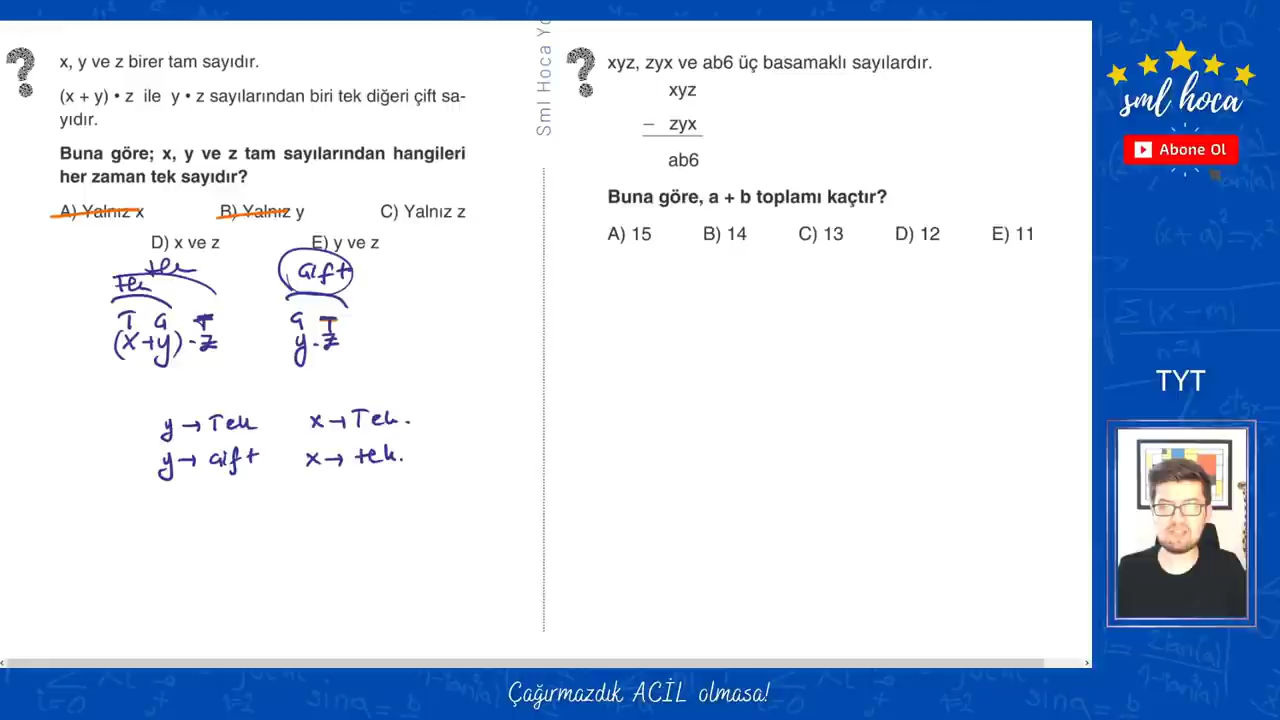 x, y ve z birer tam sayıdır.
(x + y) • z ile y • z sayılarından biri tek diğeri çift sa-
yıdır.
Buna göre; x, y ve z tam sayılarından hangileri
her zaman tek sayıdır?
A) Yalnız x B) Yalnız y C) Yalnız z
D) x ve z E) y ve z
tek
tek
çift
T Ç T
(x+y)·z
Ç T
y·z
y→Tek x→Tek.
y→çift x→tek.
Sml Hoca Yo
xyz, zyx ve ab6 üç basamaklı sayılardır.
xyz
− zyx
ab6
Buna göre, a + b toplamı kaçtır?
A) 15 B) 14 C) 13 D) 12 E) 11
sml hoca
Abone Ol
TYT
Çağırmazdık ACİL olmasa!